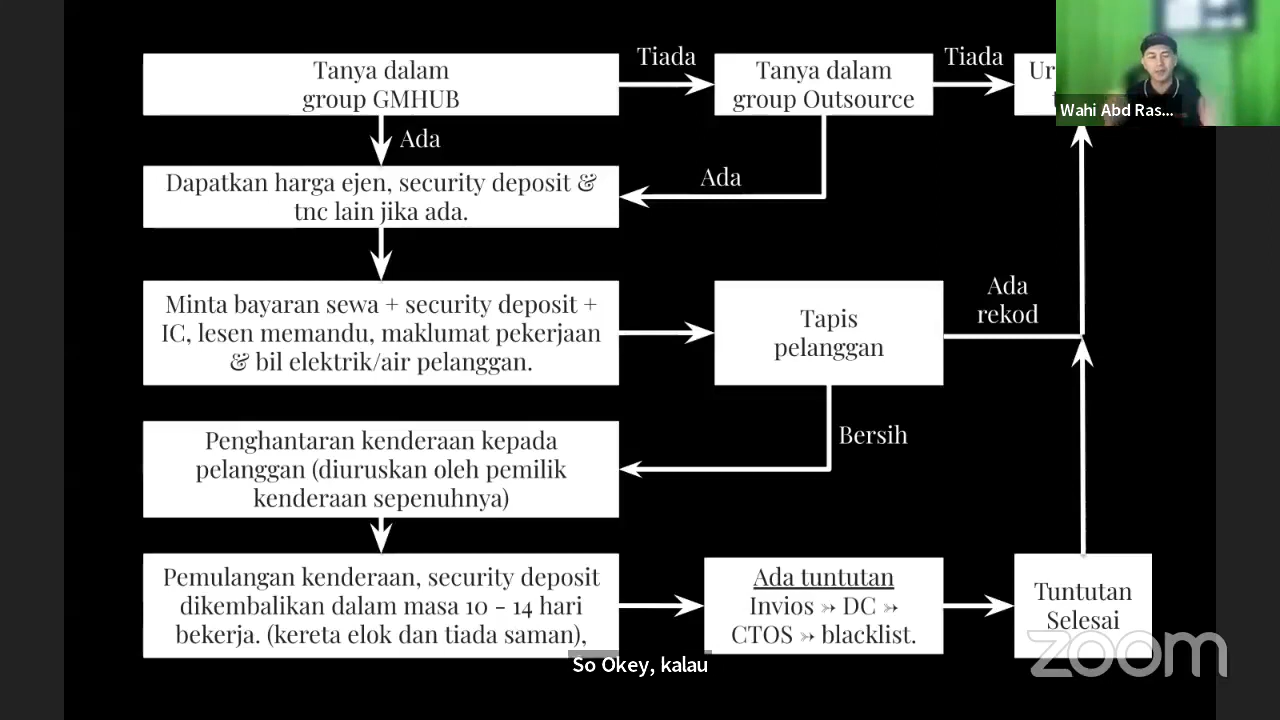 Tanya dalam
group GMHUB
Tiada
Tanya dalam
group Outsource
Tiada
Wahi Abd Ras...
Ada
Dapatkan harga ejen, security deposit &
tnc lain jika ada.
Ada
Minta bayaran sewa + security deposit +
IC, lesen memandu, maklumat pekerjaan
& bil elektrik/air pelanggan.
Tapis
pelanggan
Ada
rekod
Bersih
Penghantaran kenderaan kepada
pelanggan (diuruskan oleh pemilik
kenderaan sepenuhnya)
Pemulangan kenderaan, security deposit
dikembalikan dalam masa 10 - 14 hari
bekerja. (kereta elok dan tiada saman),
Ada tuntutan
Invios ➳ DC ➳
CTOS ➳ blacklist.
Tuntutan
Selesai
zoom
So Okey, kalau